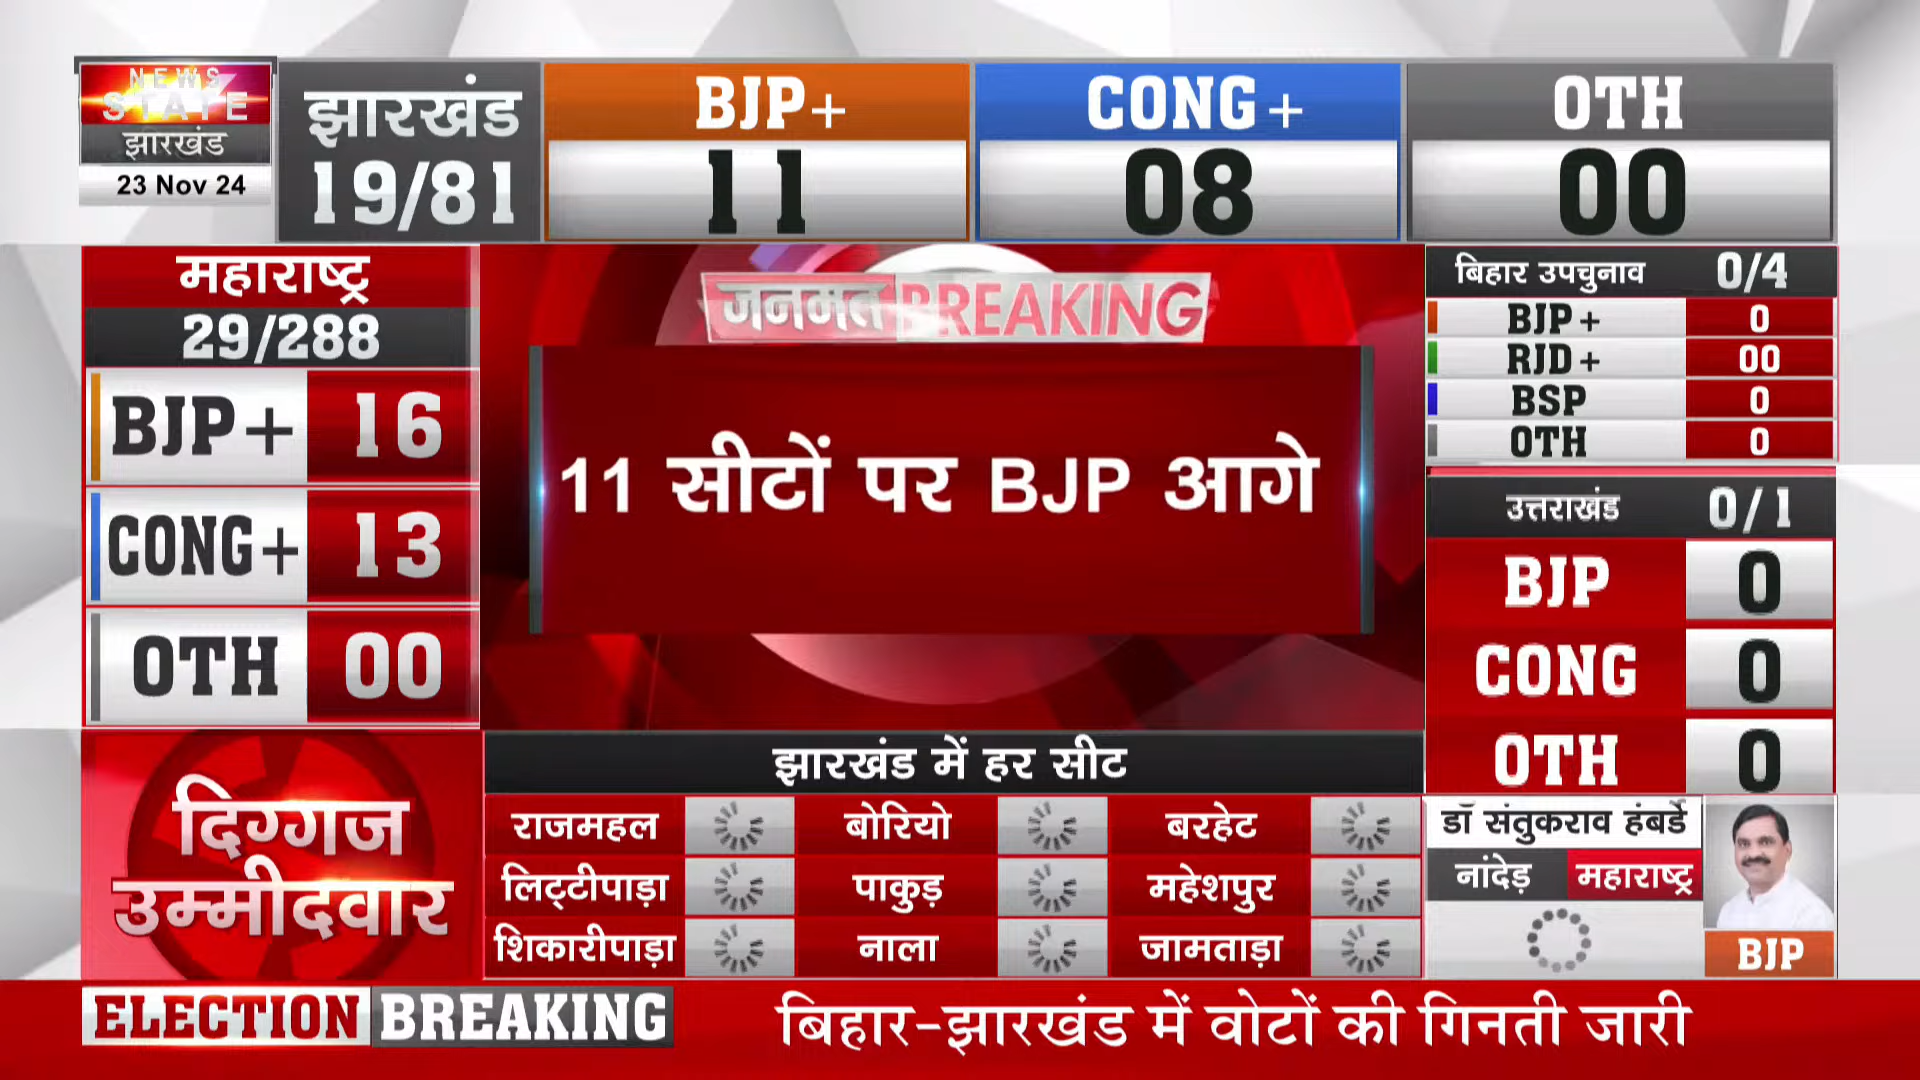 NEWS
STATE
झारखंड
23 Nov 24
झारखंड
19/81
BJP+
11
CONG+
08
OTH
00
महाराष्ट्र
29/288
BJP+ 16
CONG+ 13
OTH 00
जनमत BREAKING
11 सीटों पर BJP आगे
बिहार उपचुनाव 0/4
BJP+ 0
RJD+ 00
BSP 0
OTH 0
उत्तराखंड 0/1
BJP 0
CONG 0
OTH 0
दिग्गज
उम्मीदवार
झारखंड में हर सीट
राजमहल बोरियो बरहेट
लिट्टीपाड़ा पाकुड़ महेशपुर
शिकारीपाड़ा नाला जामताड़ा
डॉ संतुकराव हंबर्डे
नांदेड़ महाराष्ट्र
BJP
ELECTION BREAKING
बिहार-झारखंड में वोटों की गिनती जारी